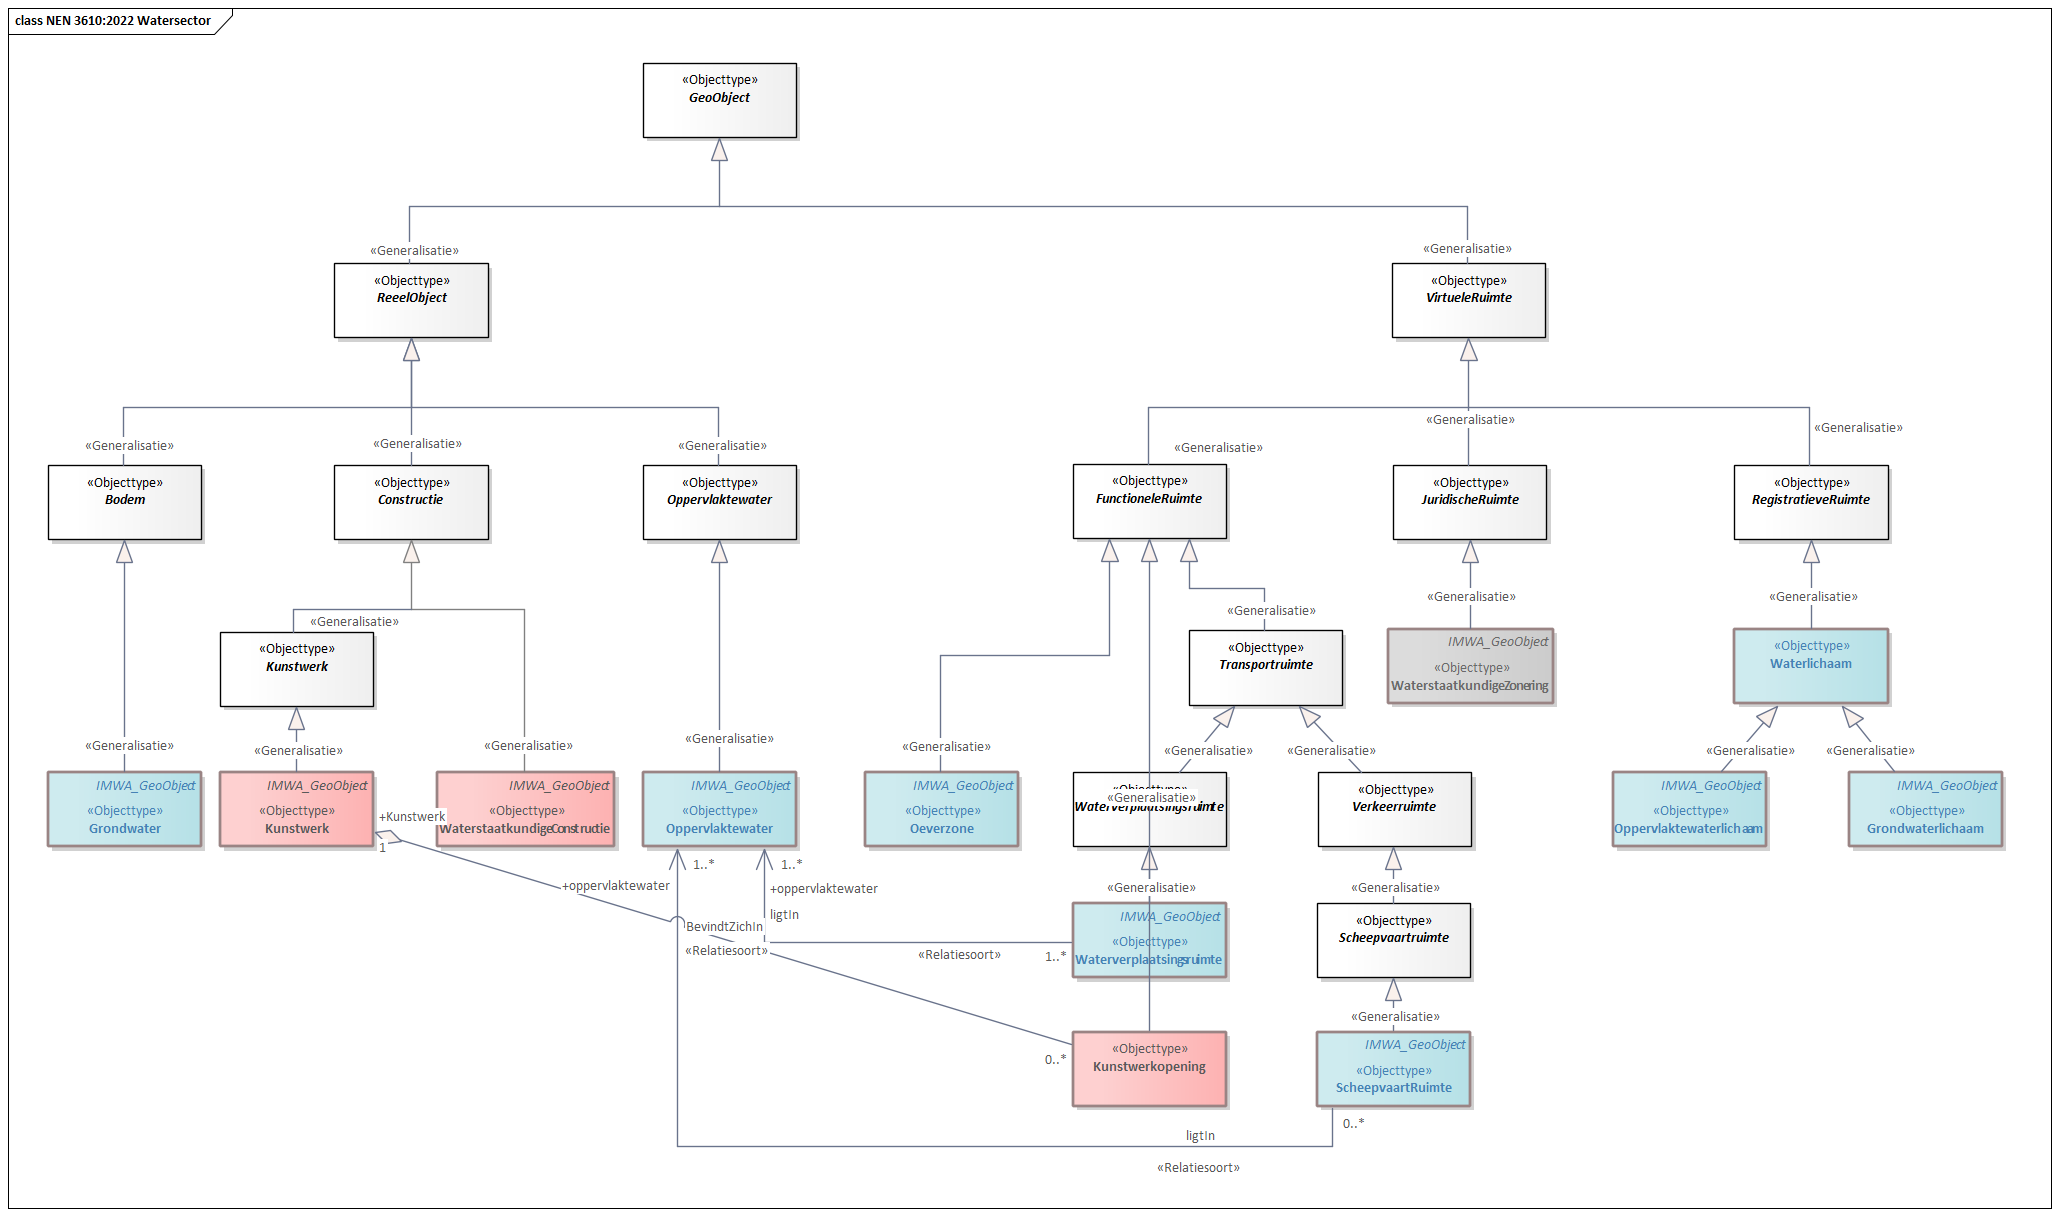 class NEN 3610:2022 Watersector
«Objecttype»
GeoObject
«Generalisatie»
«Generalisatie»
«Objecttype»
ReeelObject
«Objecttype»
VirtueleRuimte
«Generalisatie»
«Generalisatie»
«Generalisatie»
«Generalisatie»
«Generalisatie»
«Generalisatie»
«Objecttype»
Bodem
«Objecttype»
Constructie
«Objecttype»
Oppervlaktewater
«Objecttype»
FunctioneleRuimte
«Objecttype»
JuridischeRuimte
«Objecttype»
RegistratieveRuimte
«Generalisatie»
«Generalisatie»
«Generalisatie»
«Generalisatie»
«Objecttype»
Kunstwerk
«Objecttype»
Transportruimte
IMWA_GeoObject
«Objecttype»
WaterstaatkundigeZonering
«Objecttype»
Waterlichaam
«Generalisatie»
«Generalisatie»
«Generalisatie»
«Generalisatie»
«Generalisatie»
«Generalisatie»
«Generalisatie»
«Generalisatie»
«Generalisatie»
IMWA_GeoObject
«Objecttype»
Grondwater
IMWA_GeoObject
«Objecttype»
Kunstwerk
IMWA_GeoObject
«Objecttype»
WaterstaatkundigeConstructie
IMWA_GeoObject
«Objecttype»
Oppervlaktewater
IMWA_GeoObject
«Objecttype»
Oeverzone
«Objecttype»
«Generalisatie»
Waterverplaatsingsruimte
«Objecttype»
Verkeerruimte
IMWA_GeoObject
«Objecttype»
Oppervlaktewaterlichaam
IMWA_GeoObject
«Objecttype»
Grondwaterlichaam
+Kunstwerk
1
1..*
1..*
+oppervlaktewater
+oppervlaktewater
ligtIn
BevindtZichIn
«Relatiesoort»
«Relatiesoort»
1..*
«Generalisatie»
«Generalisatie»
IMWA_GeoObject
«Objecttype»
Waterverplaatsingsruimte
«Objecttype»
Scheepvaartruimte
«Generalisatie»
0..*
«Objecttype»
Kunstwerkopening
IMWA_GeoObject
«Objecttype»
ScheepvaartRuimte
0..*
ligtIn
«Relatiesoort»